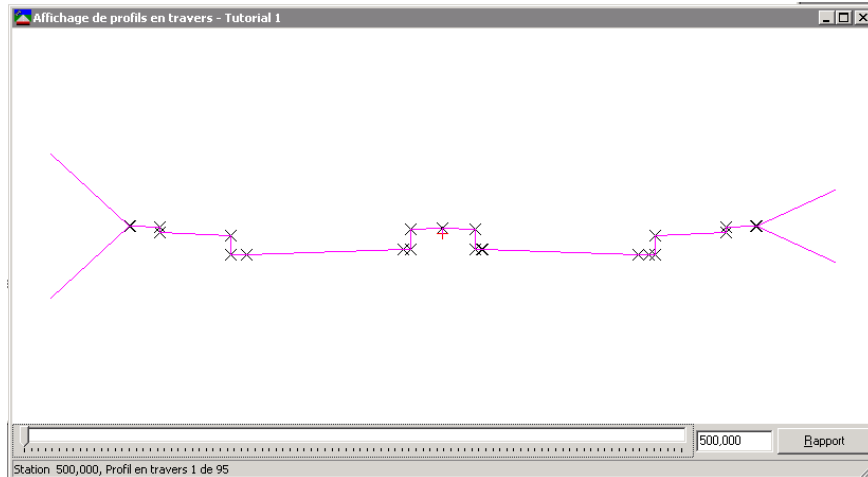 Affichage de profils en travers - Tutorial 1
500,000
Rapport
Station 500,000, Profil en travers 1 de 95